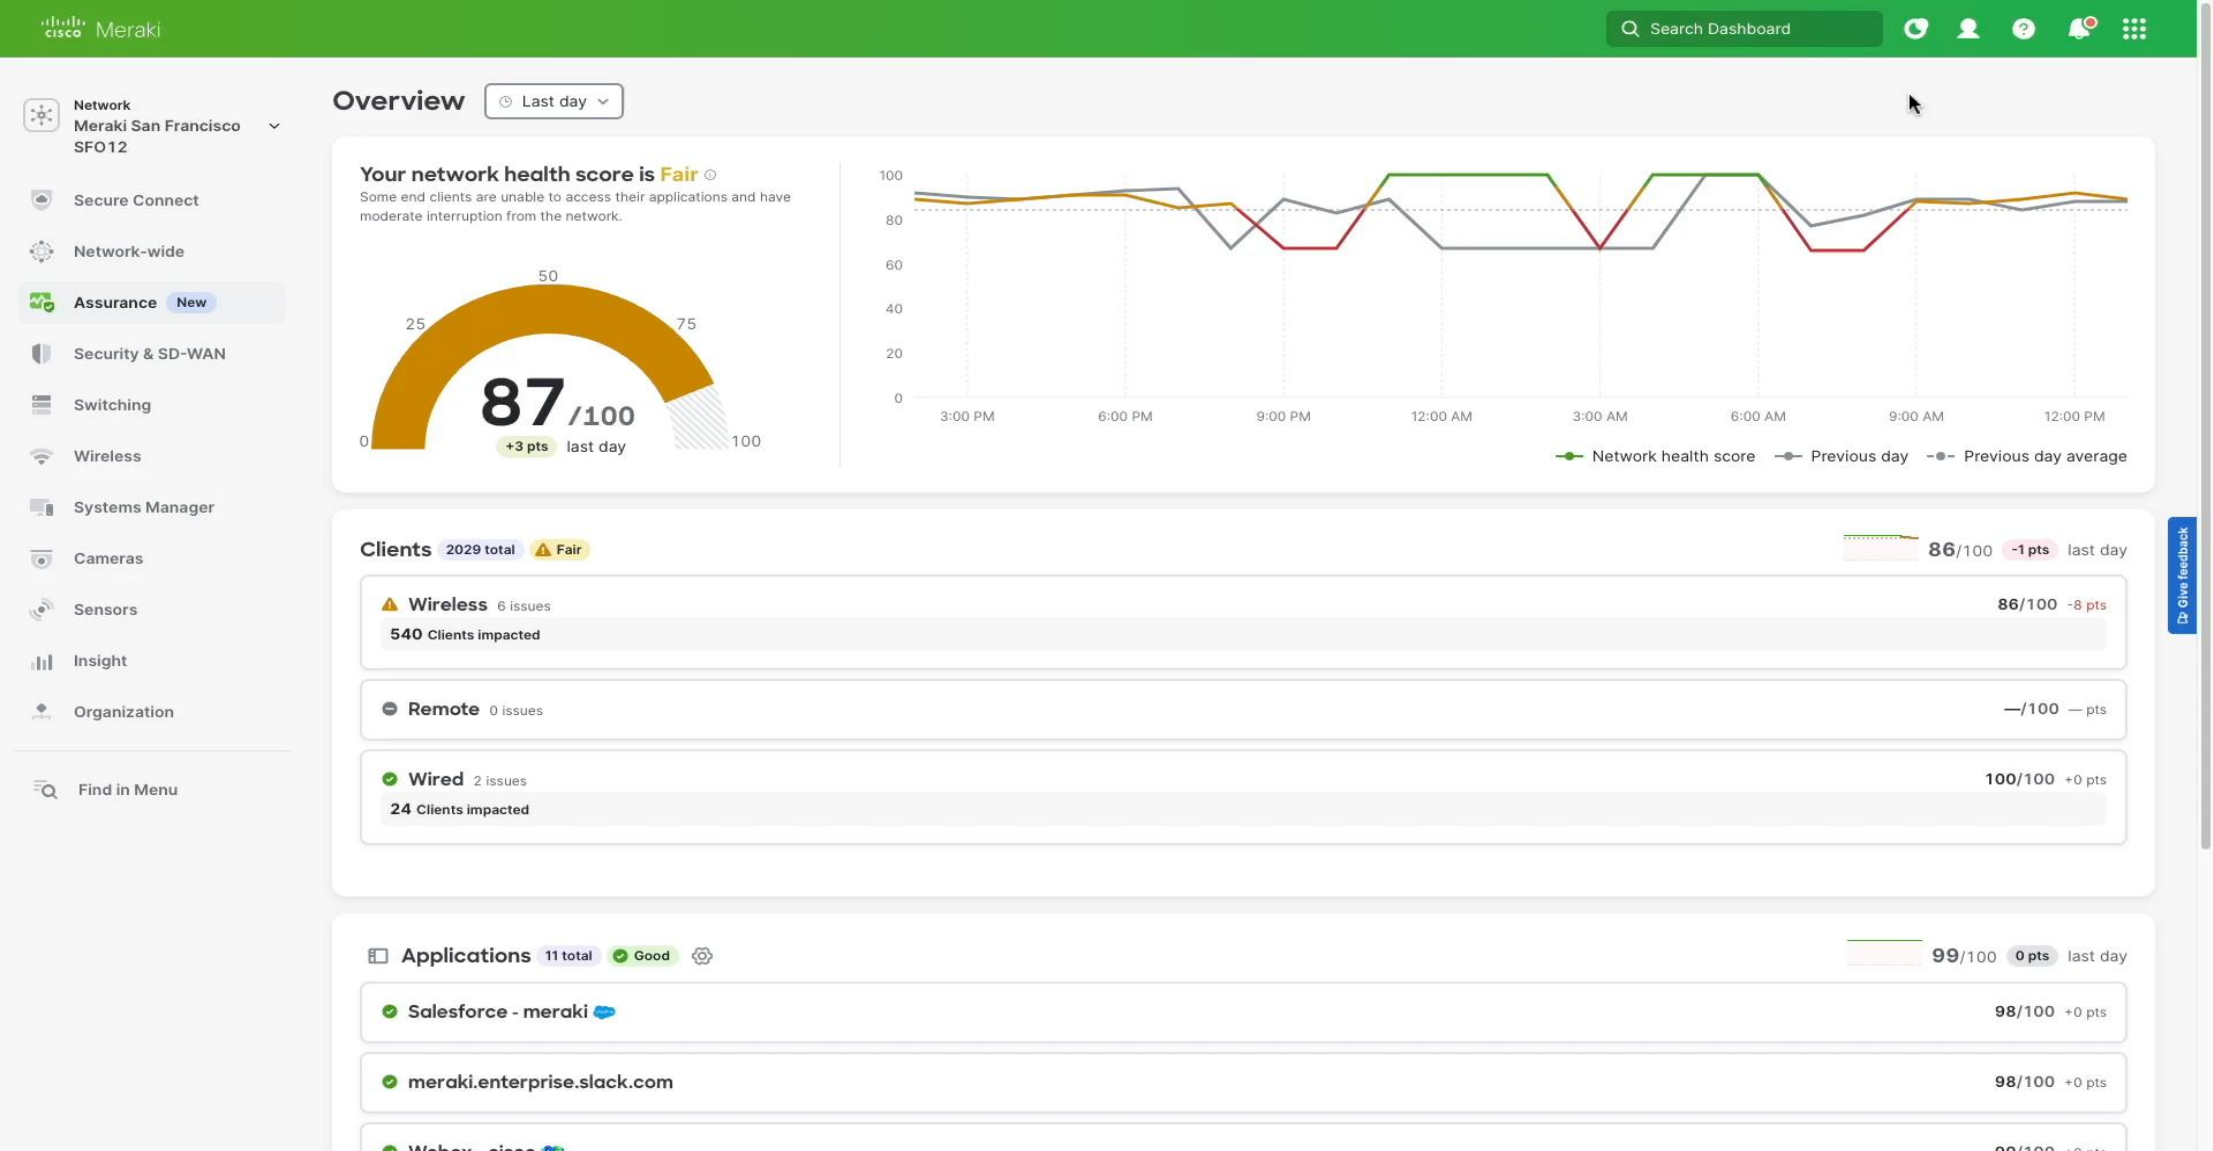 cisco Meraki
Search Dashboard
?
Network
Meraki San Francisco
SFO12
Secure Connect
Network-wide
Assurance New
Security & SD-WAN
Switching
Wireless
Systems Manager
Cameras
Sensors
Insight
Organization
Find in Menu
Overview Last day
Your network health score is Fair
Some end clients are unable to access their applications and have
moderate interruption from the network.
0
25
50
75
100
87/100
+3 pts last day
100
80
60
40
20
0
3:00 PM 6:00 PM 9:00 PM 12:00 AM 3:00 AM 6:00 AM 9:00 AM 12:00 PM
Network health score Previous day Previous day average
Clients 2029 total Fair 86/100 -1 pts last day
Wireless 6 issues 86/100 -8 pts
540 Clients impacted
Remote 0 issues —/100 — pts
Wired 2 issues 100/100 +0 pts
24 Clients impacted
Applications 11 total Good 99/100 0 pts last day
Salesforce - meraki 98/100 +0 pts
meraki.enterprise.slack.com 98/100 +0 pts
Webex - cisco
Give feedback